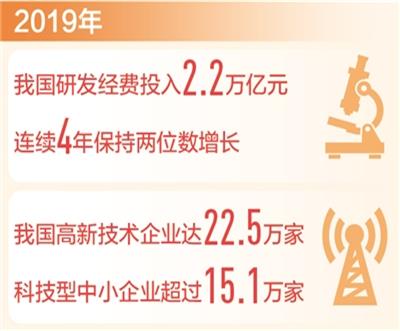 2019年
我国研发经费投入2.2万亿元
连续4年保持两位数增长
我国高新技术企业达22.5万家
科技型中小企业超过15.1万家